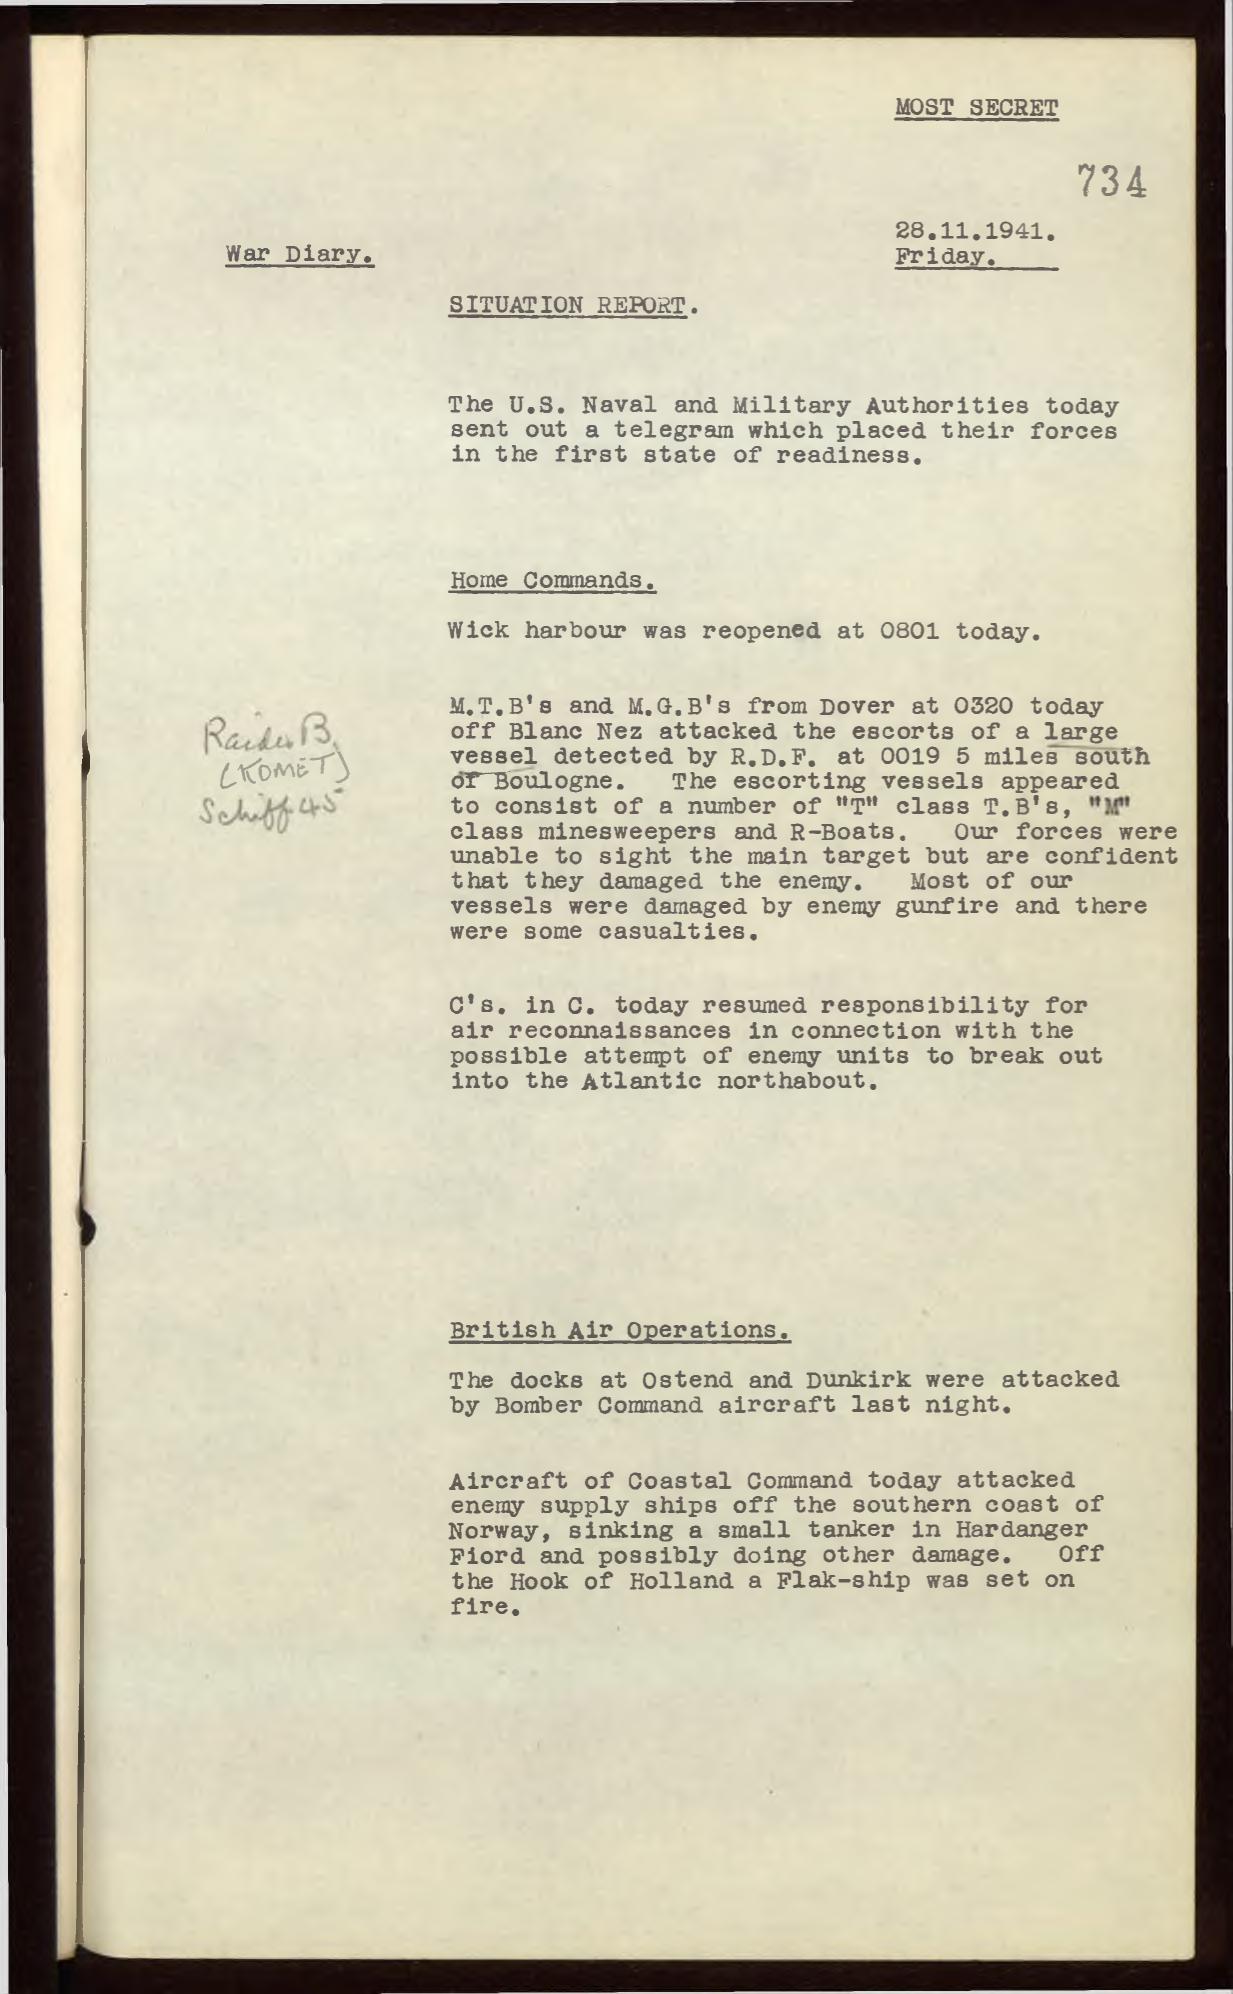 MOST SECRET
734
28.11.1941.
War Diary.
Friday.
SITUATION REPORT.
The U.S. Naval and Military Authorities today
sent out a telegram which placed their forces
in the first state of readiness.
Home Commands.
Wick harbour was reopened at 0801 today.
Raider B.
(KOMET)
Schiff 45
M.T.B's and M.G.B's from Dover at 0320 today
off Blanc Nez attacked the escorts of a large
vessel detected by R.D.F. at 0019 5 miles south
of Boulogne. The escorting vessels appeared
to consist of a number of "T" class T.B's, "M"
class minesweepers and R-Boats. Our forces were
unable to sight the main target but are confident
that they damaged the enemy. Most of our
vessels were damaged by enemy gunfire and there
were some casualties.
C's. in C. today resumed responsibility for
air reconnaissances in connection with the
possible attempt of enemy units to break out
into the Atlantic northabout.
British Air Operations.
The docks at Ostend and Dunkirk were attacked
by Bomber Command aircraft last night.
Aircraft of Coastal Command today attacked
enemy supply ships off the southern coast of
Norway, sinking a small tanker in Hardanger
Fiord and possibly doing other damage. Off
the Hook of Holland a Flak-ship was set on
fire.